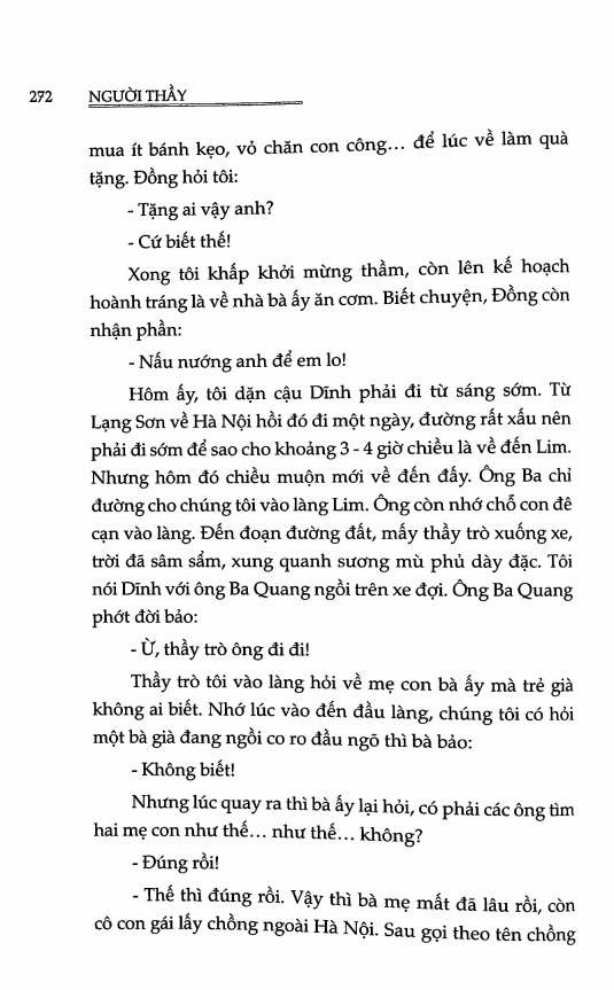 272 NGƯỜI THẦY
mua ít bánh kẹo, vỏ chăn con công... để lúc về làm quà
tặng. Đồng hỏi tôi:
- Tặng ai vậy anh?
- Cứ biết thế!
Xong tôi khấp khởi mừng thầm, còn lên kế hoạch
hoành tráng là về nhà bà ấy ăn cơm. Biết chuyện, Đồng còn
nhận phần:
- Nấu nướng anh để em lo!
Hôm ấy, tôi dặn cậu Dĩnh phải đi từ sáng sớm. Từ
Lạng Sơn về Hà Nội hồi đó đi một ngày, đường rất xấu nên
phải đi sớm để sao cho khoảng 3 - 4 giờ chiều là về đến Lim.
Nhưng hôm đó chiều muộn mới về đến đấy. Ông Ba chỉ
đường cho chúng tôi vào làng Lim. Ông còn nhớ chỗ con đê
cạn vào làng. Đến đoạn đường đất, mấy thầy trò xuống xe,
trời đã sâm sẩm, xung quanh sương mù phủ dày đặc. Tôi
nói Dĩnh với ông Ba Quang ngồi trên xe đợi. Ông Ba Quang
phớt đời bảo:
- Ừ, thầy trò ông đi đi!
Thầy trò tôi vào làng hỏi về mẹ con bà ấy mà trẻ già
không ai biết. Nhớ lúc vào đến đầu làng, chúng tôi có hỏi
một bà già đang ngồi co ro đầu ngõ thì bà bảo:
- Không biết!
Nhưng lúc quay ra thì bà ấy lại hỏi, có phải các ông tìm
hai mẹ con như thế... như thế... không?
- Đúng rồi!
- Thế thì đúng rồi. Vậy thì bà mẹ mất đã lâu rồi, còn
cô con gái lấy chồng ngoài Hà Nội. Sau gọi theo tên chồng